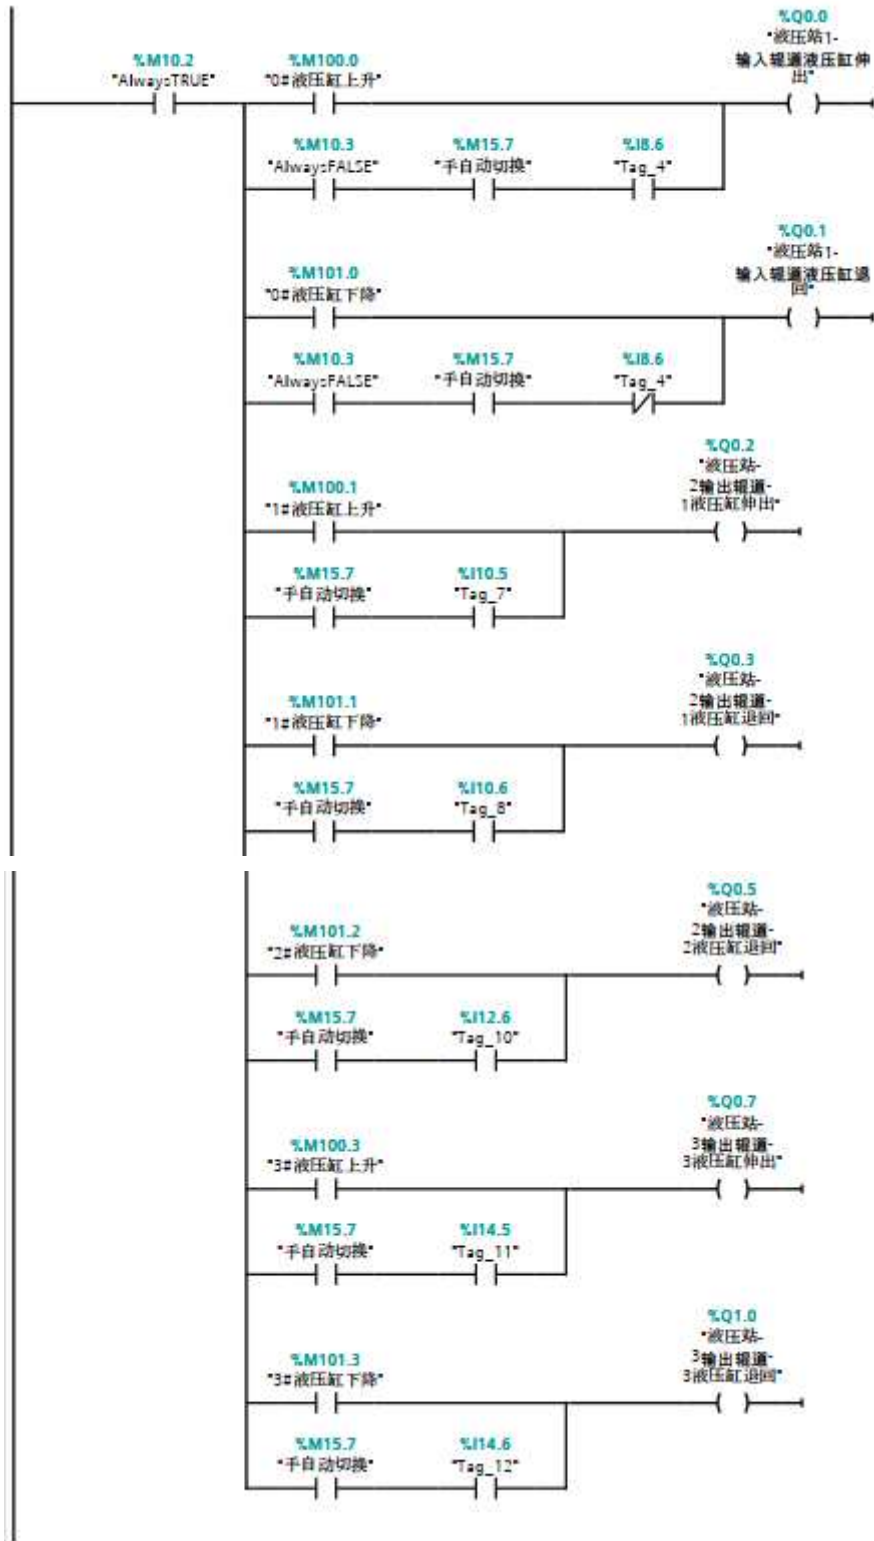 %Q0.0
"液压站1-
输入辊道液压缸伸
出"
%M10.2
"AlwaysTRUE"
%M100.0
"0#液压缸上升"
%M10.3
"AlwaysFALSE"
%M15.7
"手自动切换"
%I8.6
"Tag_4"
%Q0.1
"液压站1-
输入辊道液压缸退
回"
%M101.0
"0#液压缸下降"
%M10.3
"AlwaysFALSE"
%M15.7
"手自动切换"
%I8.6
"Tag_4"
%Q0.2
"液压站-
2输出辊道-
1液压缸伸出"
%M100.1
"1#液压缸上升"
%M15.7
"手自动切换"
%I10.5
"Tag_7"
%Q0.3
"液压站-
2输出辊道-
1液压缸退回"
%M101.1
"1#液压缸下降"
%M15.7
"手自动切换"
%I10.6
"Tag_8"
%Q0.5
"液压站-
2输出辊道-
2液压缸退回"
%M101.2
"2#液压缸下降"
%M15.7
"手自动切换"
%I12.6
"Tag_10"
%Q0.7
"液压站-
3输出辊道-
3液压缸伸出"
%M100.3
"3#液压缸上升"
%M15.7
"手自动切换"
%I14.5
"Tag_11"
%Q1.0
"液压站-
3输出辊道-
3液压缸退回"
%M101.3
"3#液压缸下降"
%M15.7
"手自动切换"
%I14.6
"Tag_12"